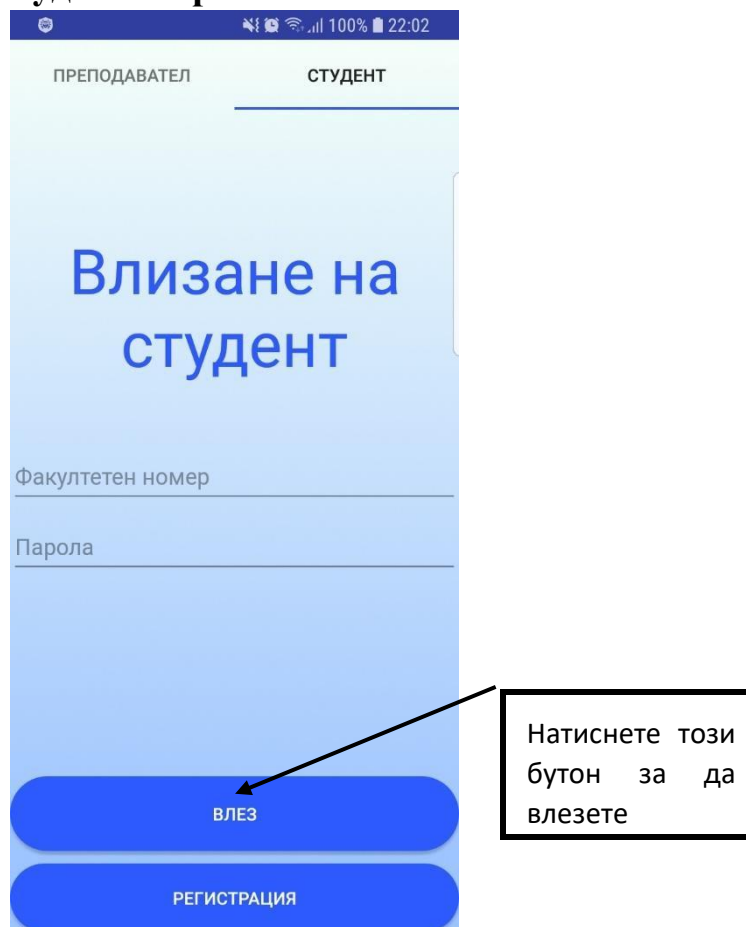 100% 22:02
ПРЕПОДАВАТЕЛ СТУДЕНТ
Влизане на
студент
Факултетен номер
Парола
Натиснете този
бутон за да
влезете
ВЛЕЗ
РЕГИСТРАЦИЯ